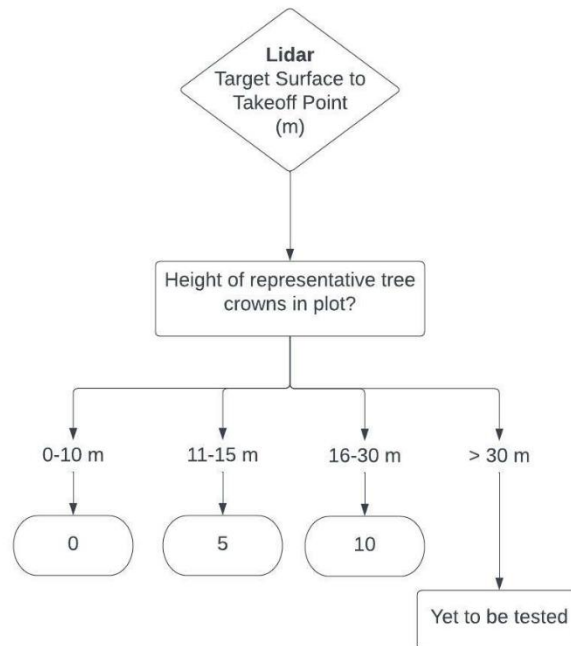 Lidar
Target Surface to
Takeoff Point
(m)
Height of representative tree
crowns in plot?
0-10 m
11-15 m
16-30 m
> 30 m
0
5
10
Yet to be tested